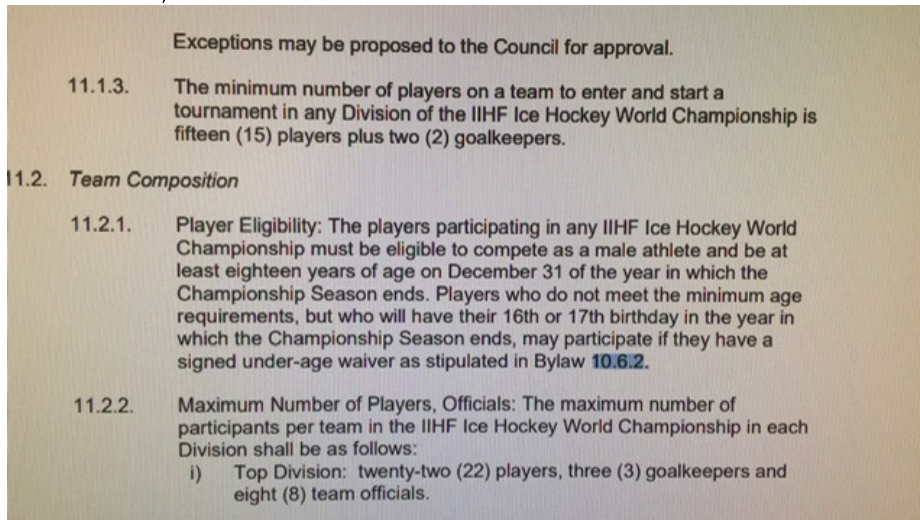 Exceptions may be proposed to the Council for approval.
11.1.3. The minimum number of players on a team to enter and start a
tournament in any Division of the IIHF Ice Hockey World Championship is
fifteen (15) players plus two (2) goalkeepers.
11.2. Team Composition
11.2.1. Player Eligibility: The players participating in any IIHF Ice Hockey World
Championship must be eligible to compete as a male athlete and be at
least eighteen years of age on December 31 of the year in which the
Championship Season ends. Players who do not meet the minimum age
requirements, but who will have their 16th or 17th birthday in the year in
which the Championship Season ends, may participate if they have a
signed under-age waiver as stipulated in Bylaw 10.6.2.
11.2.2. Maximum Number of Players, Officials: The maximum number of
participants per team in the IIHF Ice Hockey World Championship in each
Division shall be as follows:
i) Top Division: twenty-two (22) players, three (3) goalkeepers and
eight (8) team officials.